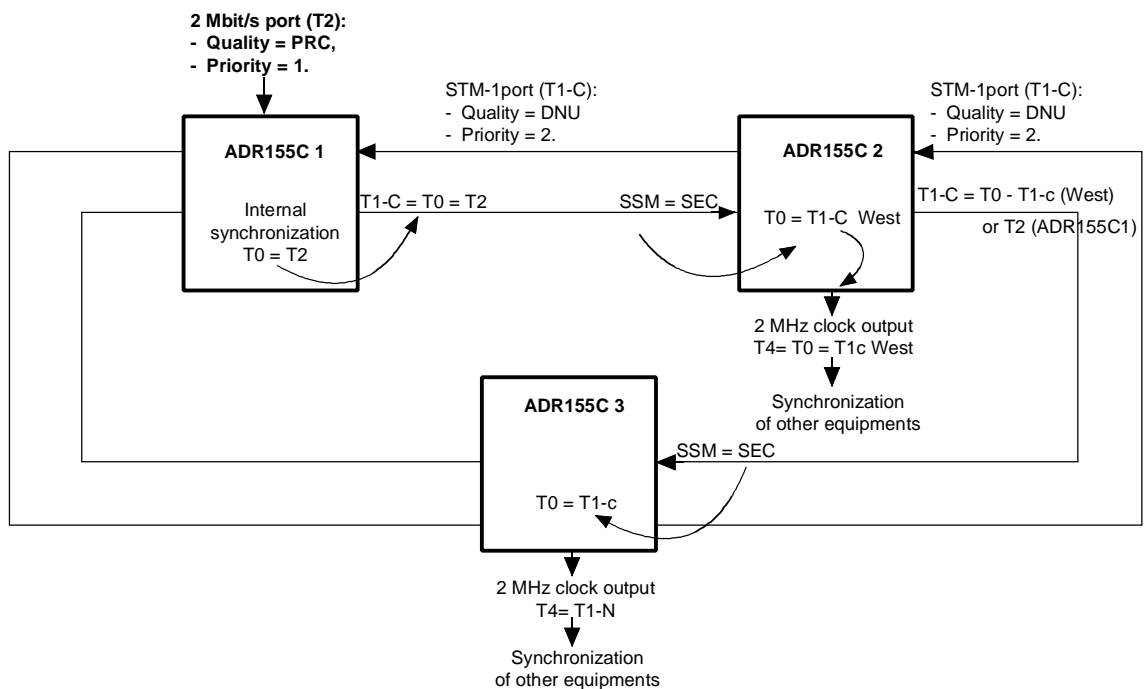 2 Mbit/s port (T2):
- Quality = PRC,
- Priority = 1.
STM-1port (T1-C):
- Quality = DNU
- Priority = 2.
STM-1port (T1-C):
- Quality = DNU
- Priority = 2.
ADR155C 1
ADR155C 2
T1-C = T0 = T2
SSM = SEC
T1-C = T0 - T1-c (West)
or T2 (ADR155C1)
Internal
synchronization
T0 = T2
T0 = T1-C West
2 MHz clock output
T4= T0 = T1c West
Synchronization
of other equipments
ADR155C 3
SSM = SEC
T0 = T1-c
2 MHz clock output
T4= T1-N
Synchronization
of other equipments